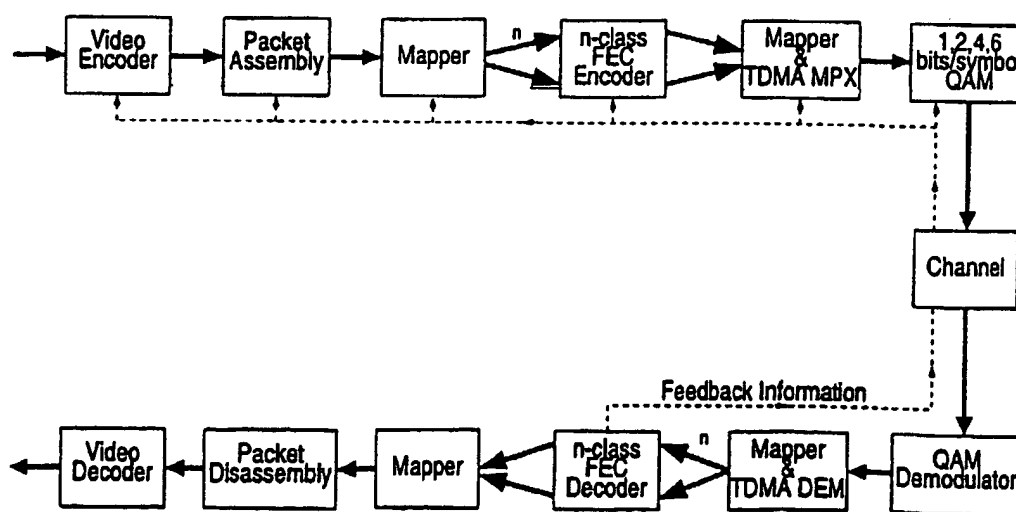 Video
Encoder
Packet
Assembly
Mapper
n
n-class
FEC
Encoder
Mapper
&
TDMA MPX
1,2,4,6
bits/symbo
QAM
Channel
Feedback Information
Video
Decoder
Packet
Disassembly
Mapper
n-class
FEC
Decoder
n
Mapper
&
TDMA DEM
QAM
Demodulator